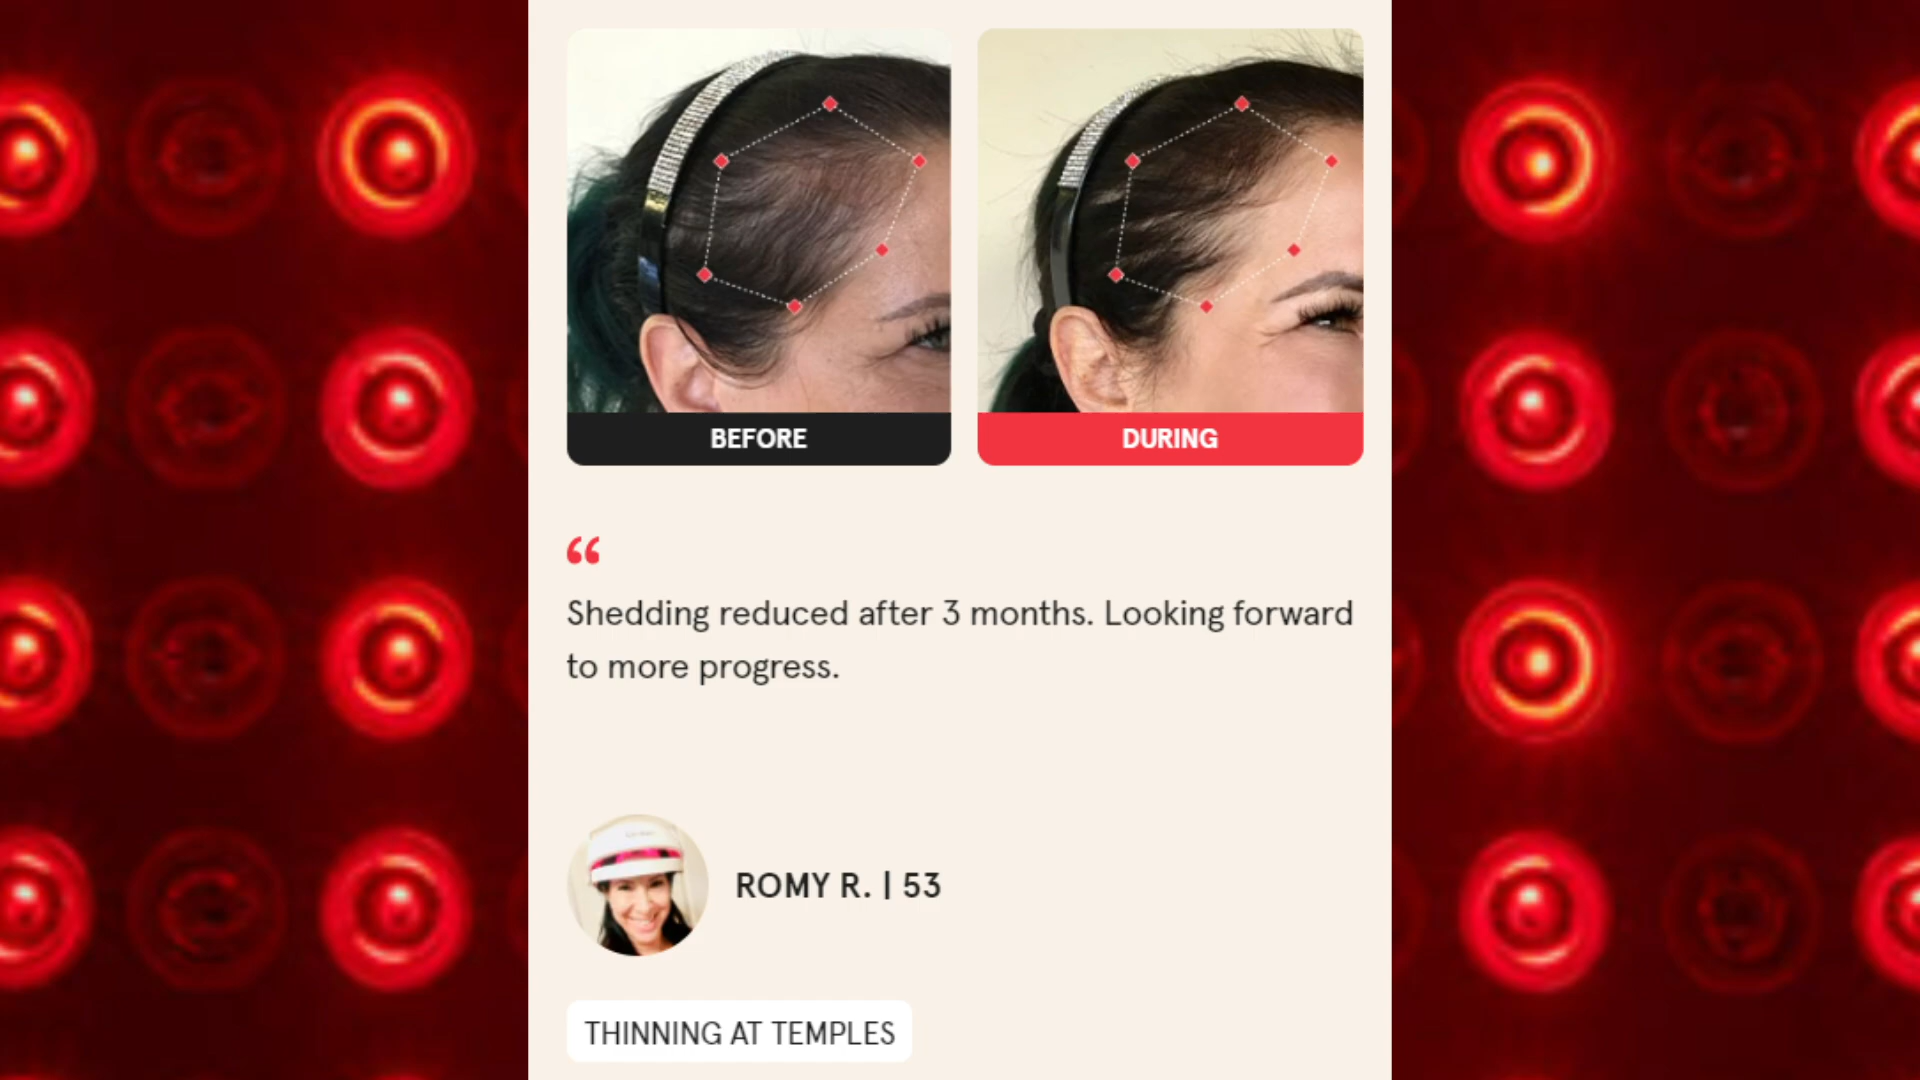 BEFORE
DURING
“
Shedding reduced after 3 months. Looking forward
to more progress.
ROMY R. | 53
THINNING AT TEMPLES